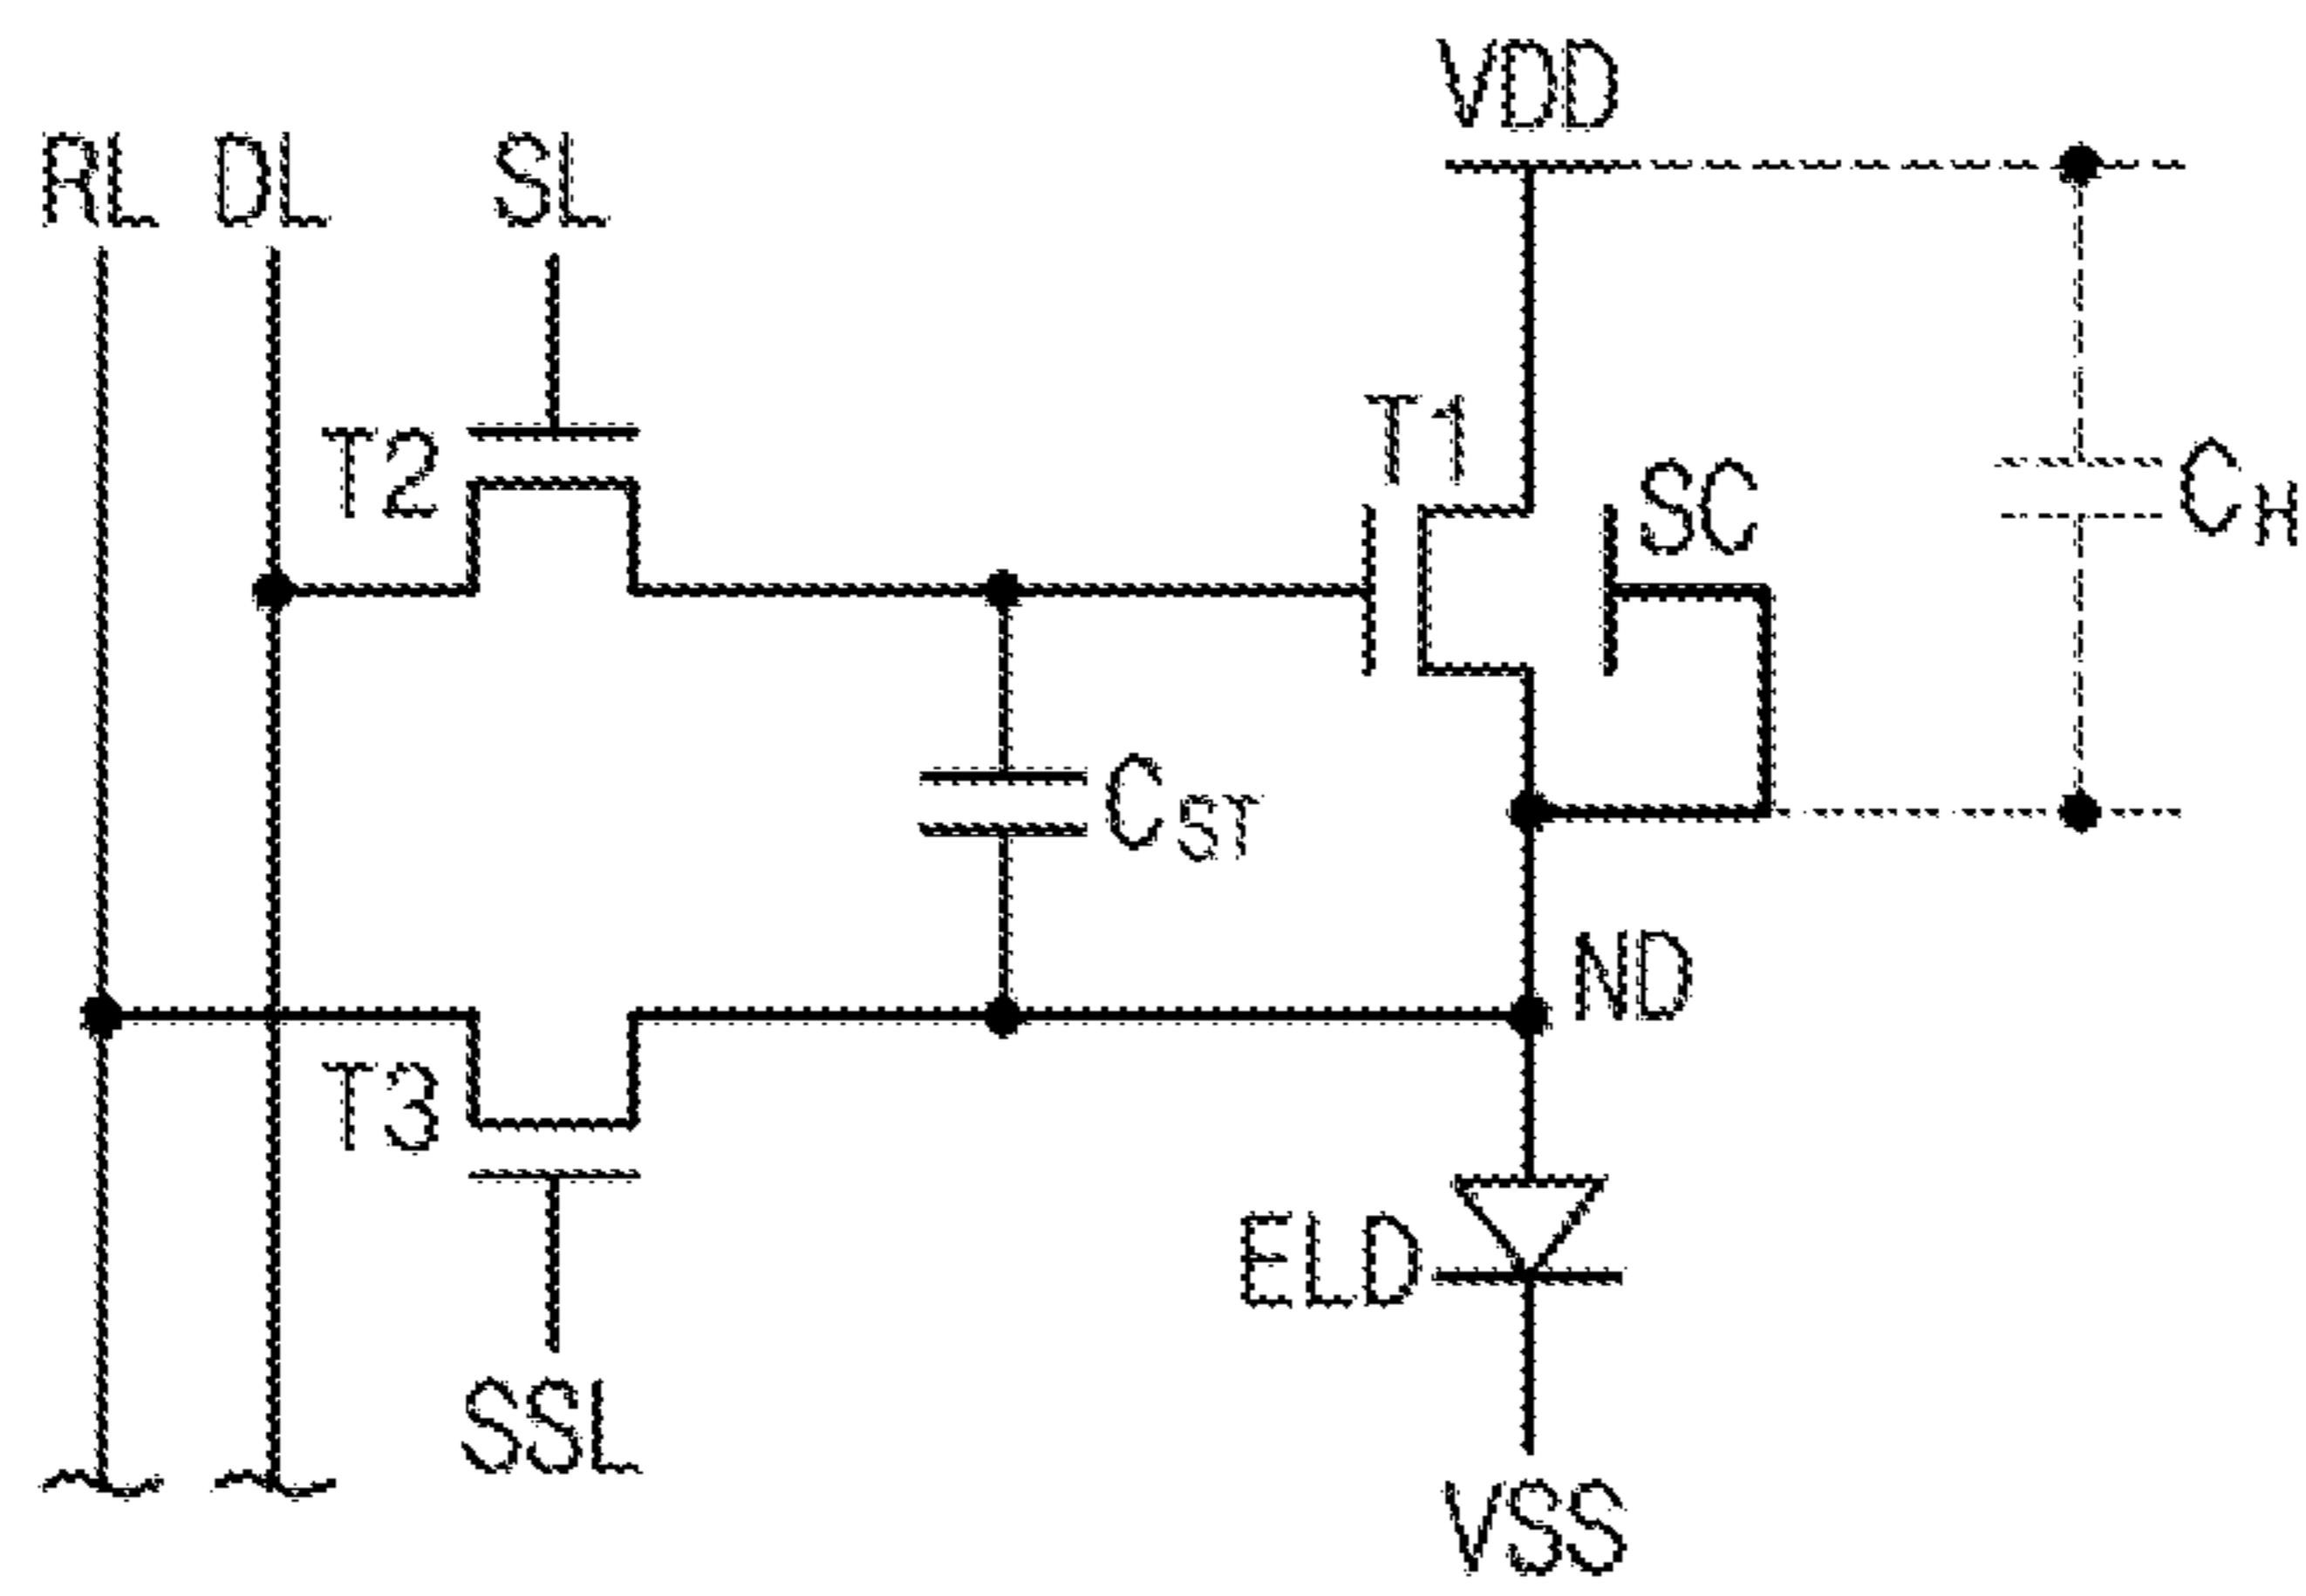 VDD
RL DL SL
T1
T2
SC
CH
CST
ND
T3
ELD
SSL
VSS